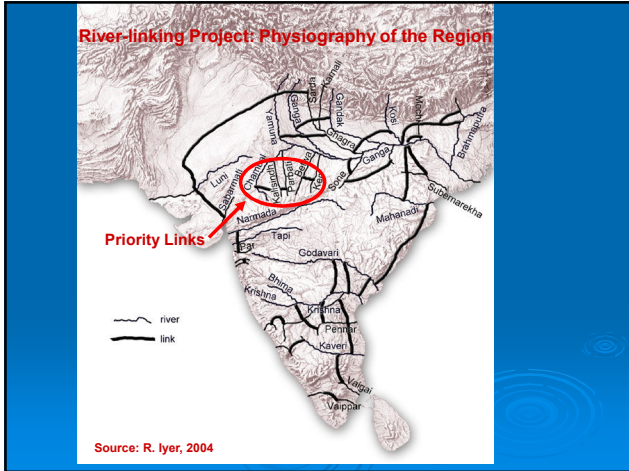 River-linking Project: Physiography of the Region
Sarda
Karnali
Ganga
Gandak
Yamuna
Ghagra
Kosi
Mechi
Brahmaputra
Ganga
Chambal
Kalisindh
Parbati
Betwa
Ken
Sone
Luni
Sabarmati
Subernarekha
Narmada
Mahanadi
Priority Links
Tapi
Par
Godavari
Bhima
Krishna
Krishna
river
Pennar
link
Kaveri
Vaigai
Vaippar
Source: R. Iyer, 2004